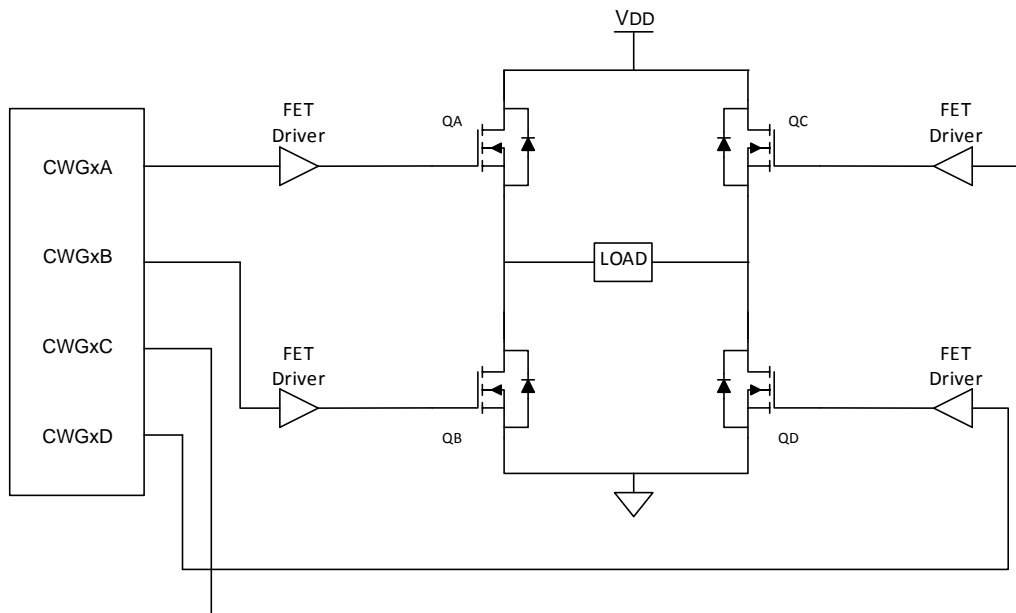 VDD
FET
Driver
QA
QC
FET
Driver
CWGxA
CWGxB
LOAD
CWGxC
FET
Driver
FET
Driver
CWGxD
QB
QD